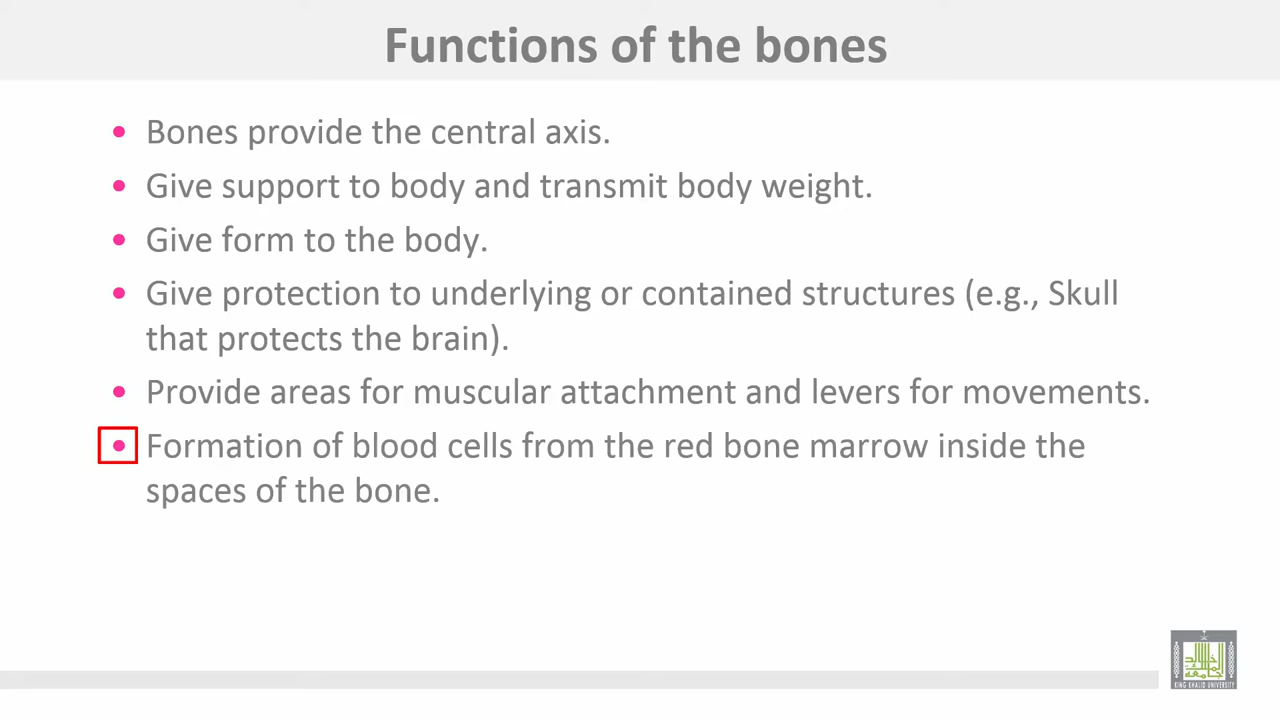 Functions of the bones
• Bones provide the central axis.
• Give support to body and transmit body weight.
• Give form to the body.
• Give protection to underlying or contained structures (e.g., Skull
that protects the brain).
• Provide areas for muscular attachment and levers for movements.
• Formation of blood cells from the red bone marrow inside the
spaces of the bone.
KING KHALID UNIVERSITY